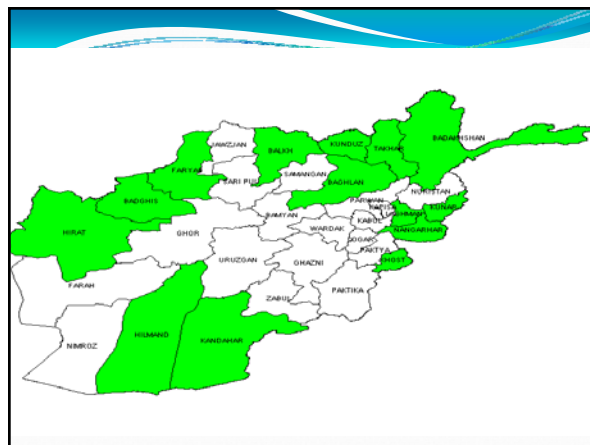 JAWZJAN
BALKH
KUNDUZ
TAKHAR
BADAKHSHAN
FARYAB
SARI PUL
SAMANGAN
BAGHLAN
NURISTAN
BADGHIS
BAMYAN
PARWAN
KAPISA
LAGHMAN
KUNAR
HIRAT
GHOR
WARDAK
KABUL
NANGARHAR
LOGAR
PAKTYA
KHOST
URUZGAN
GHAZNI
FARAH
ZABUL
PAKTIKA
NIMROZ
HILMAND
KANDAHAR